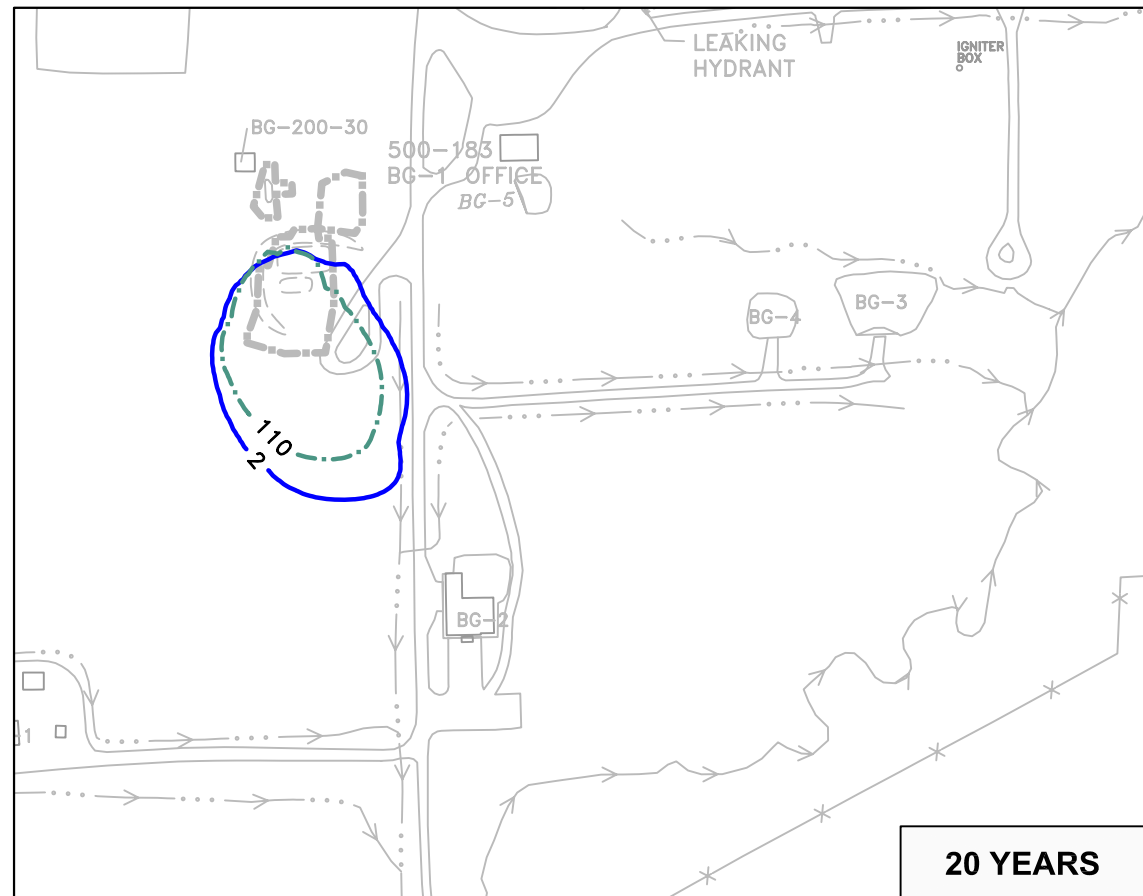 LEAKING
HYDRANT
IGNITER
BOX
BG-200-30
500-183
BG-1 OFFICE
BG-5
BG-4
BG-3
110
2
BG-2
1
20 YEARS